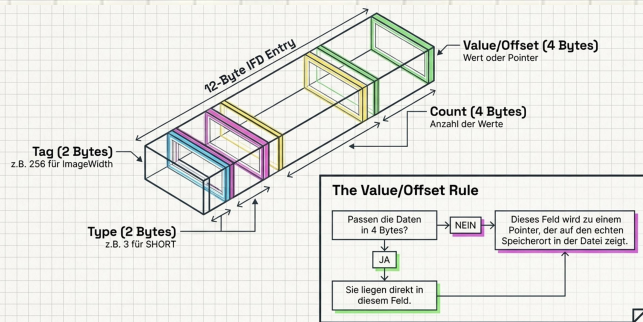 12-Byte IFD Entry
Value/Offset (4 Bytes)
Wert oder Pointer
Count (4 Bytes)
Anzahl der Werte
Tag (2 Bytes)
z.B. 256 für ImageWidth
Type (2 Bytes)
z.B. 3 für SHORT
The Value/Offset Rule
Passen die Daten
in 4 Bytes?
NEIN
Dieses Feld wird zu einem
Pointer, der auf den echten
Speicherort in der Datei zeigt.
JA
Sie liegen direkt in
diesem Feld.